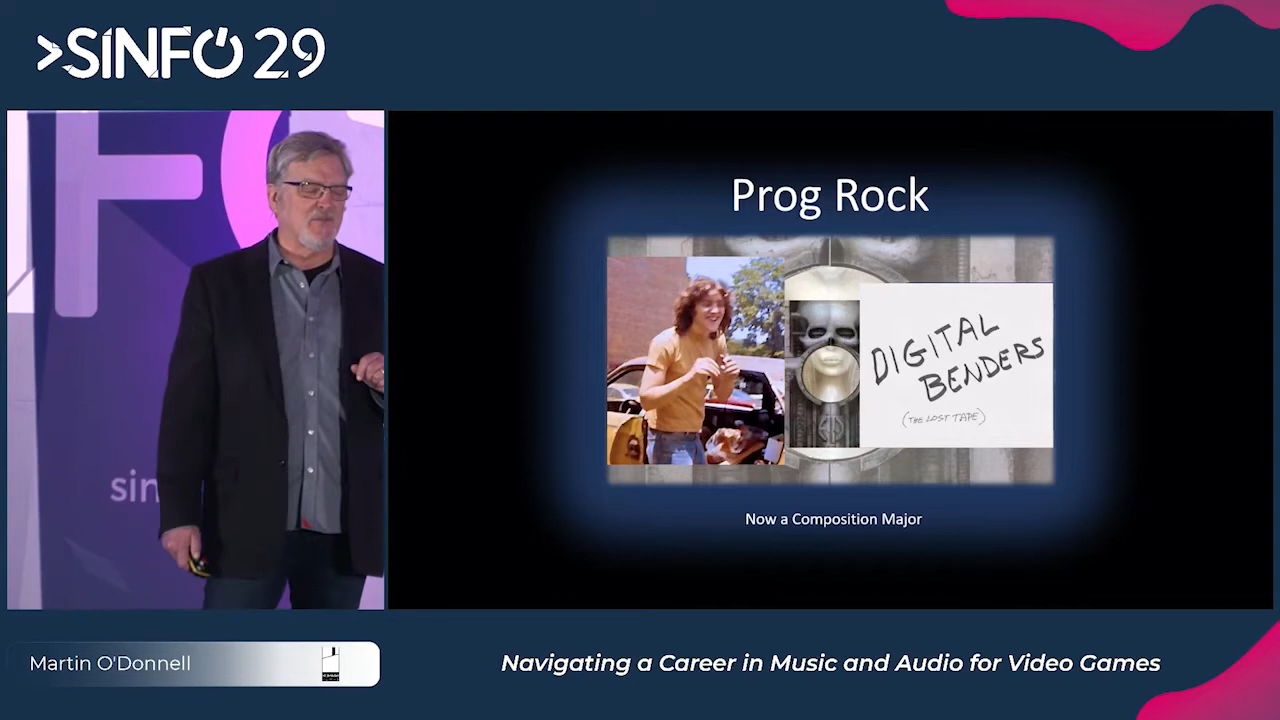 >SINFO 29
sin
Prog Rock
DIGITAL
BENDERS
(THE LOST TAPE)
Now a Composition Major
Martin O'Donnell
Navigating a Career in Music and Audio for Video Games